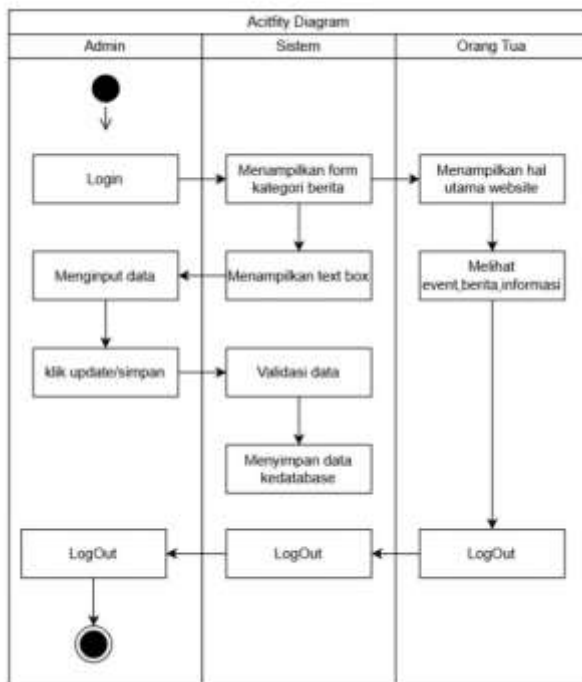 Acitfity Diagram
Admin
Sistem
Orang Tua
Login
Menampilkan form
kategori berita
Menampilkan hal
utama website
Menginput data
Menampilkan text box
Melihat
event,berita,informasi
klik update/simpan
Validasi data
Menyimpan data
kedatabase
LogOut
LogOut
LogOut